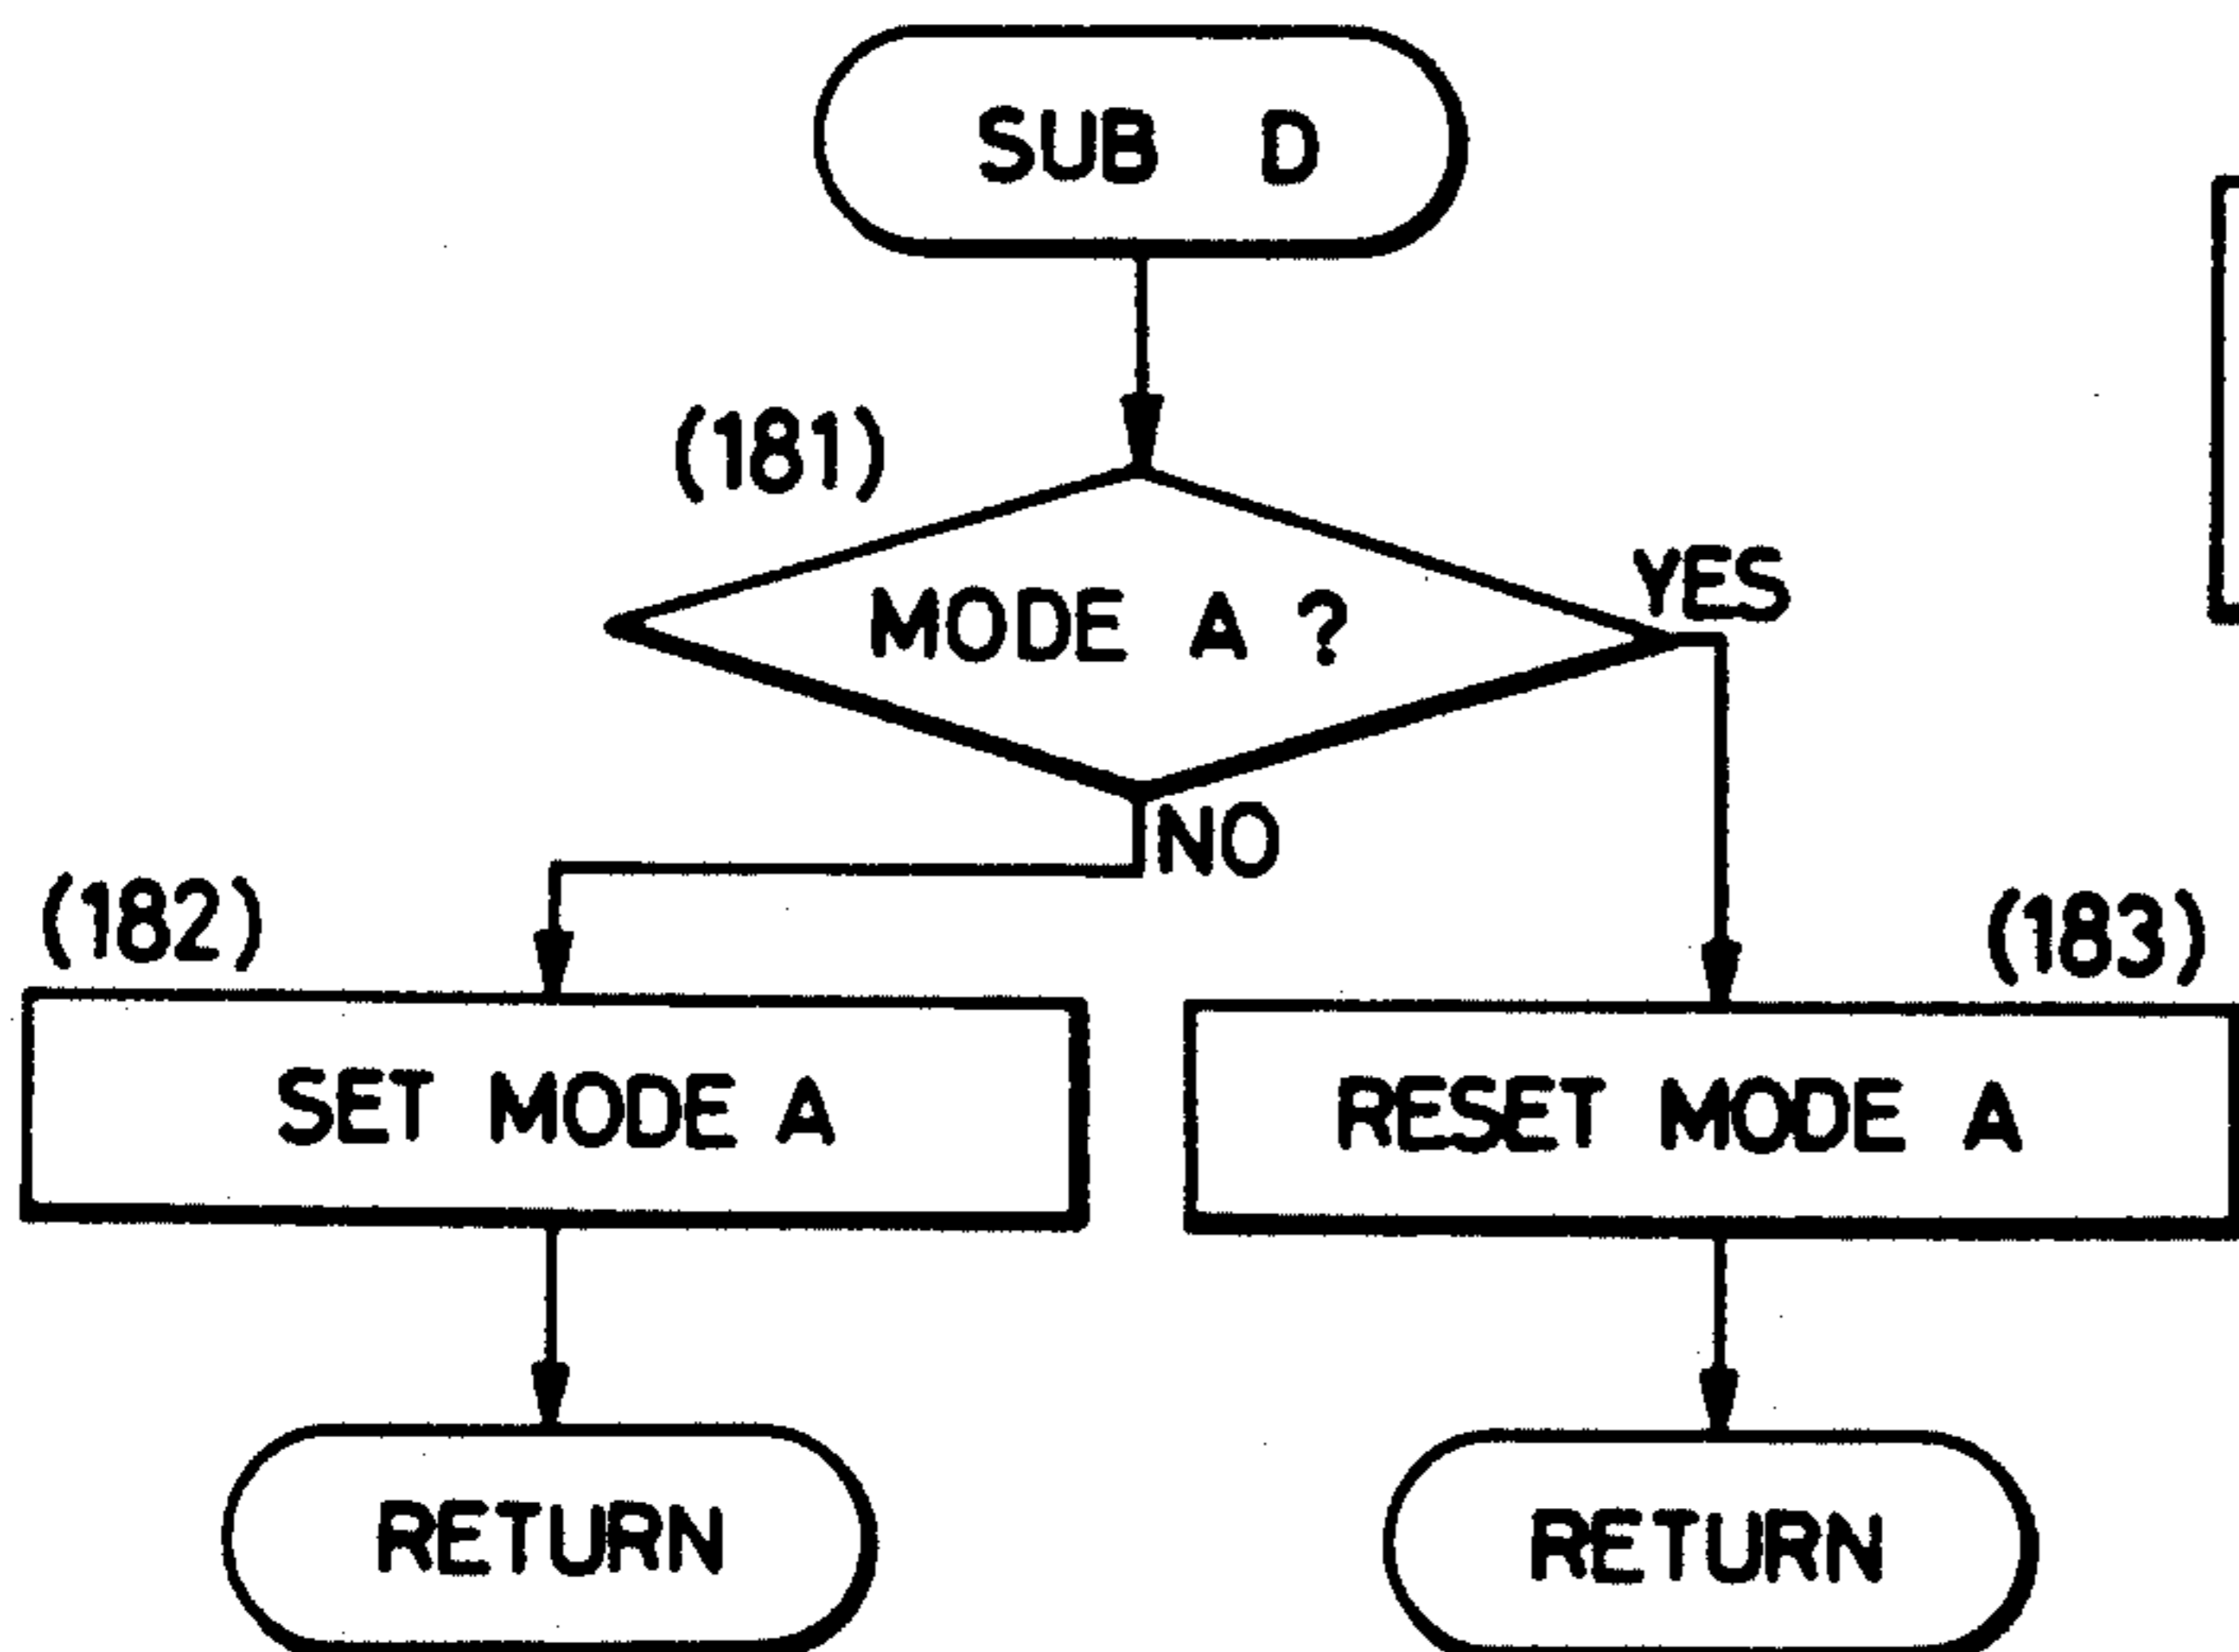 SUB D
(181)
MODE A ?
YES
NO
(182)
(183)
SET MODE A
RESET MODE A
RETURN
RETURN